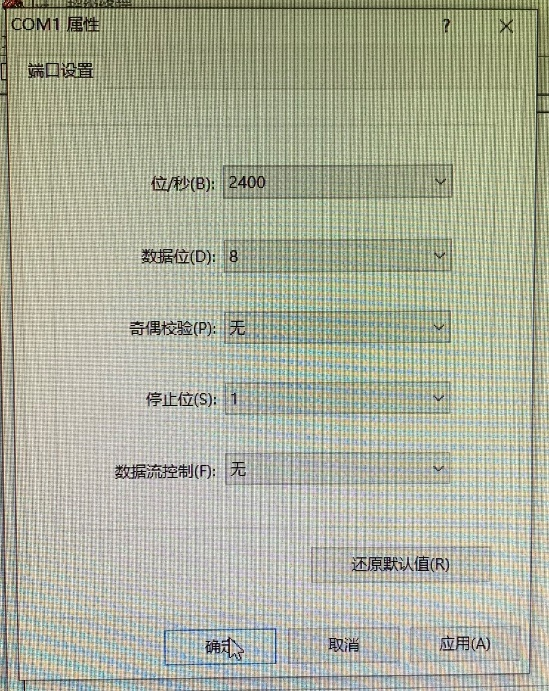 COM1 属性
?
端口设置
位/秒(B): 2400
数据位(D): 8
奇偶校验(P): 无
停止位(S): 1
数据流控制(F): 无
还原默认值(R)
确定 取消 应用(A)